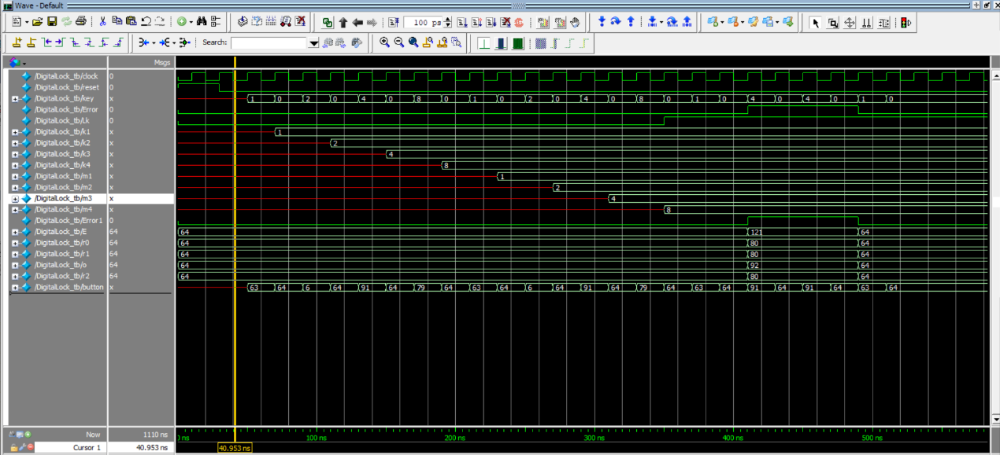 Wave - Default
100 ps
Search:
Msgs
/DigitalLock_tb/clock 0
/DigitalLock_tb/reset 0
/DigitalLock_tb/key x 1 0 2 0 4 0 8 0 1 0 2 0 4 0 8 0 1 0 4 0 4 0 1 0
/DigitalLock_tb/Error 0
/DigitalLock_tb/Lk 0
/DigitalLock_tb/k1 x 1
/DigitalLock_tb/k2 x 2
/DigitalLock_tb/k3 x 4
/DigitalLock_tb/k4 x 8
/DigitalLock_tb/m1 x 1
/DigitalLock_tb/m2 x 2
/DigitalLock_tb/m3 x 4
/DigitalLock_tb/m4 x 8
/DigitalLock_tb/Error1 0
/DigitalLock_tb/E 64 64 121 64
/DigitalLock_tb/r0 64 64 80 64
/DigitalLock_tb/r1 64 64 80 64
/DigitalLock_tb/o 64 64 92 64
/DigitalLock_tb/r2 64 64 80 64
/DigitalLock_tb/button x 63 64 6 64 91 64 79 64 63 64 6 64 91 64 79 64 63 64 91 64 91 64 63 64
Now 1110 ns ns 100 ns 200 ns 300 ns 400 ns 500 ns
Cursor 1 40.953 ns 40.953 ns